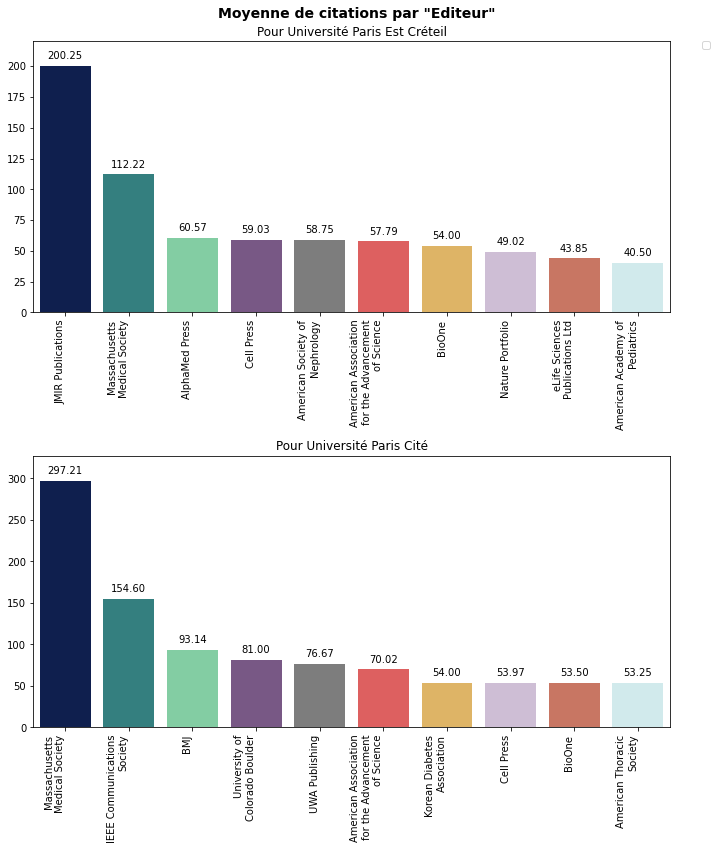 Moyenne de citations par "Editeur"
Pour Université Paris Est Créteil
200
175
150
125
100
75
50
25
0
200.25
112.22
60.57
59.03
58.75
57.79
54.00
49.02
43.85
40.50
JMIR Publications
Massachusetts
Medical Society
AlphaMed Press
Cell Press
American Society of
Nephrology
American Association
for the Advancement
of Science
BioOne
Nature Portfolio
eLife Sciences
Publications Ltd
American Academy of
Pediatrics
Pour Université Paris Cité
300
250
200
150
100
50
0
297.21
154.60
93.14
81.00
76.67
70.02
54.00
53.97
53.50
53.25
Massachusetts
Medical Society
IEEE Communications
Society
BMJ
University of
Colorado Boulder
UWA Publishing
American Association
for the Advancement
of Science
Korean Diabetes
Association
Cell Press
BioOne
American Thoracic
Society